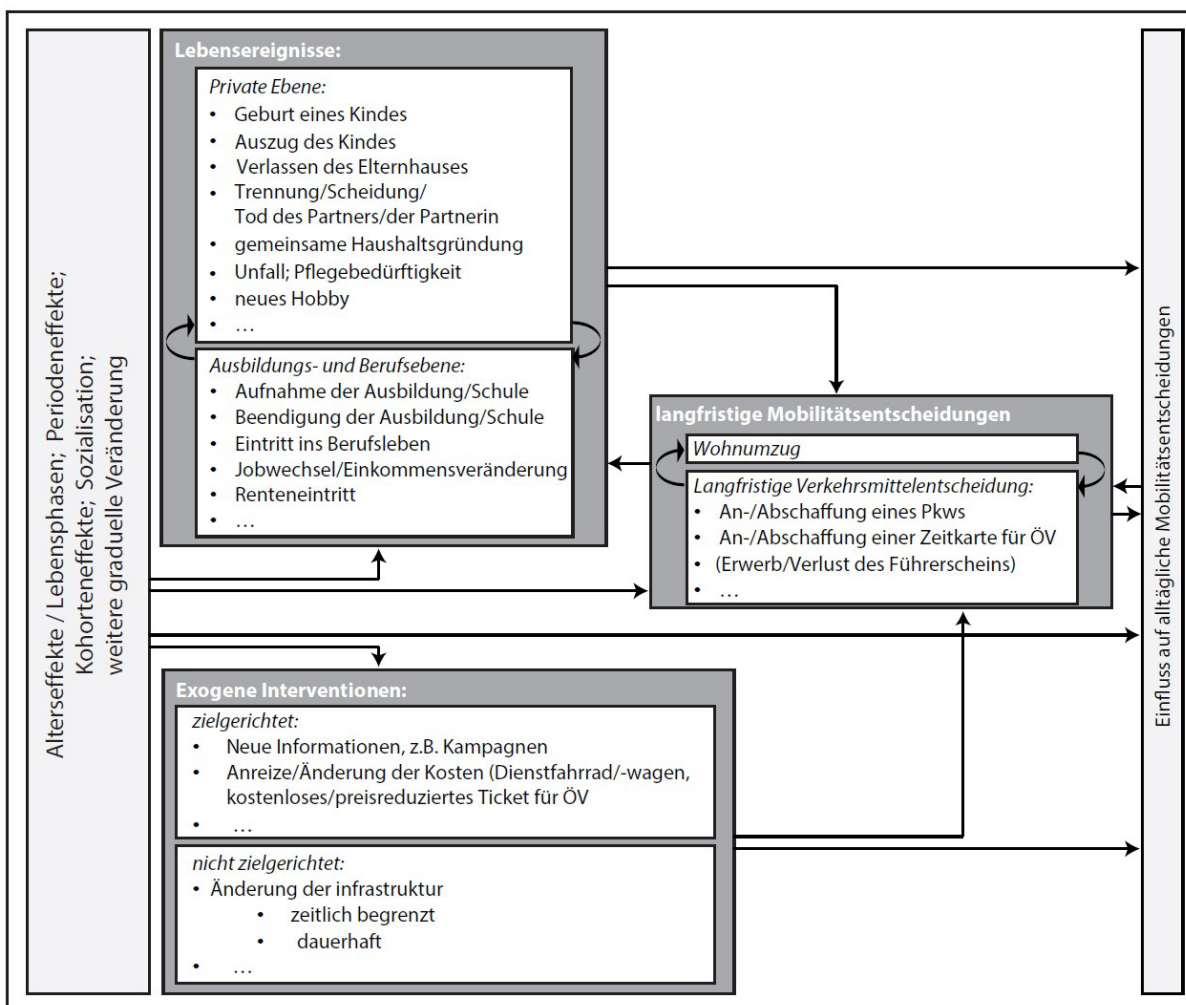 Alterseffekte / Lebensphasen; Periodeneffekte;
Kohorteneffekte; Sozialisation;
weitere graduelle Veränderung
Lebensereignisse:
Private Ebene:
• Geburt eines Kindes
• Auszug des Kindes
• Verlassen des Elternhauses
• Trennung/Scheidung/
Tod des Partners/der Partnerin
• gemeinsame Haushaltsgründung
• Unfall; Pflegebedürftigkeit
• neues Hobby
• ...
Ausbildungs- und Berufsebene:
• Aufnahme der Ausbildung/Schule
• Beendigung der Ausbildung/Schule
• Eintritt ins Berufsleben
• Jobwechsel/Einkommensveränderung
• Renteneintritt
• ...
langfristige Mobilitätsentscheidungen
Wohnumzug
Langfristige Verkehrsmittelentscheidung:
• An-/Abschaffung eines Pkws
• An-/Abschaffung einer Zeitkarte für ÖV
• (Erwerb/Verlust des Führerscheins)
• ...
Exogene Interventionen:
zielgerichtet:
• Neue Informationen, z.B. Kampagnen
• Anreize/Änderung der Kosten (Dienstfahrrad/-wagen,
kostenloses/preisreduziertes Ticket für ÖV
• ...
nicht zielgerichtet:
• Änderung der infrastruktur
• zeitlich begrenzt
• dauerhaft
• ...
Einfluss auf alltägliche Mobilitätsentscheidungen